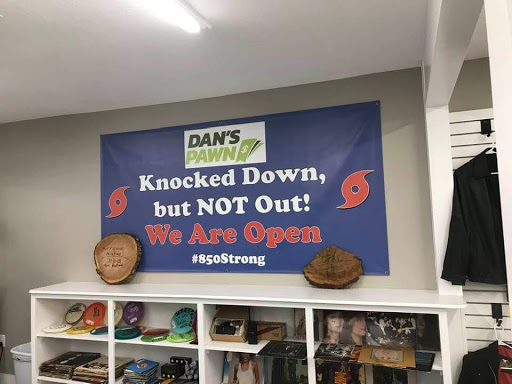 DAN'S
PAWN $
Knocked Down,
but NOT Out!
We Are Open
#850Strong